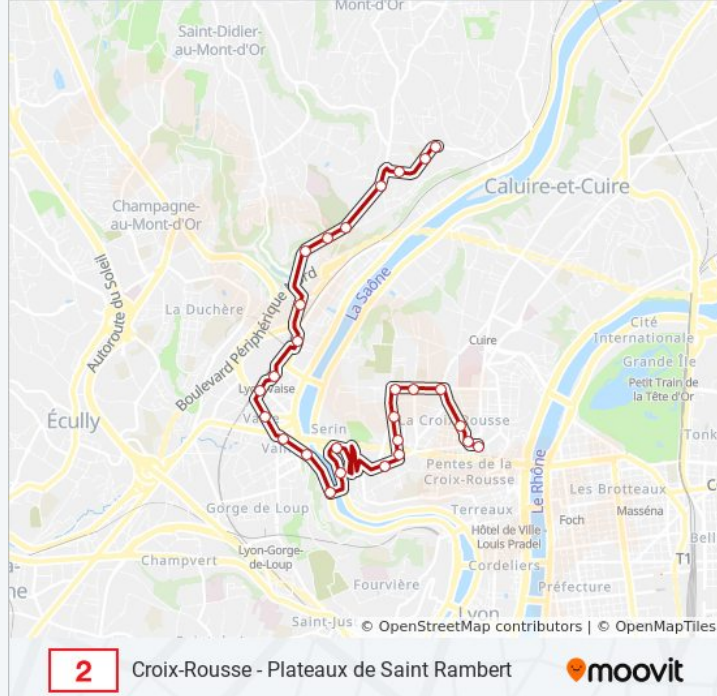 Mont-d'Or
Saint-Didier-
au-Mont-d'Or
Caluire-et-Cuire
Champagne-
au-Mont-d'Or
Autoroute du Soleil
La Duchère
Boulevard Périphérique Nord
La Saône
Cité
Internationale
Grande Île
Petit Train de
la Tête d'Or
Cuire
Écully
Serin
La Croix-Rousse
Tonk
Pentes de la
Croix-Rousse
Le Rhône
Les Brotteaux
Masséna
Gorge de Loup
Terreaux
Foch
Hôtel de Ville -
Louis Pradel
Bell
Lyon-Gorge-
de-Loup
Champvert
Cordeliers
T1
Fourvière
Préfecture
Saint-Jus
Lyon
© OpenStreetMap contributors | © OpenMapTiles
2 Croix-Rousse - Plateaux de Saint Rambert moovit